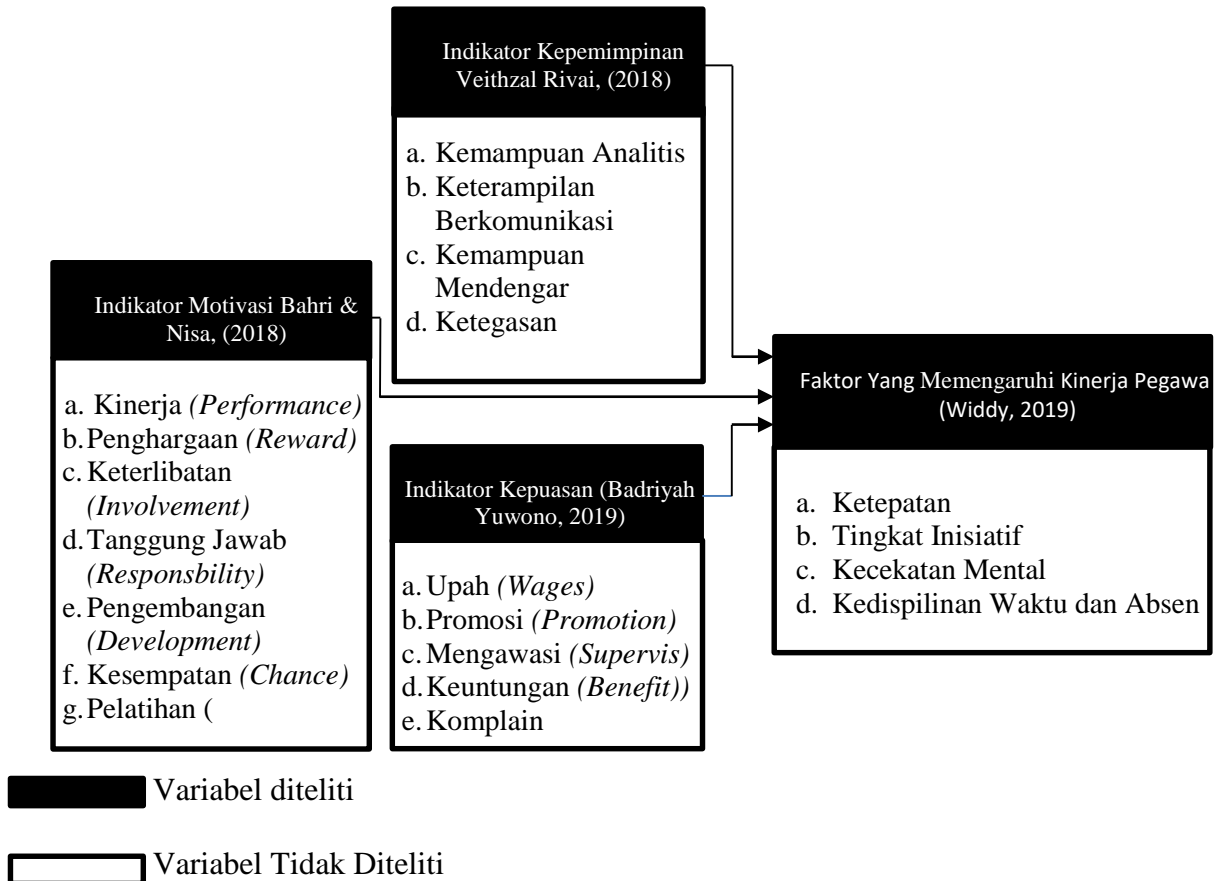 Indikator Kepemimpinan
Veithzal Rivai, (2018)
a. Kemampuan Analitis
b. Keterampilan
Berkomunikasi
c. Kemampuan
Mendengar
d. Ketegasan
Indikator Motivasi Bahri &
Nisa, (2018)
a. Kinerja (Performance)
b. Penghargaan (Reward)
c. Keterlibatan
(Involvement)
d. Tanggung Jawab
(Responsbility)
e. Pengembangan
(Development)
f. Kesempatan (Chance)
g. Pelatihan (
Indikator Kepuasan (Badriyah
Yuwono, 2019)
a. Upah (Wages)
b. Promosi (Promotion)
c. Mengawasi (Supervis)
d. Keuntungan (Benefit))
e. Komplain
Faktor Yang Memengaruhi Kinerja Pegawa
(Widdy, 2019)
a. Ketepatan
b. Tingkat Inisiatif
c. Kecekatan Mental
d. Kedispilinan Waktu dan Absen
Variabel diteliti
Variabel Tidak Diteliti